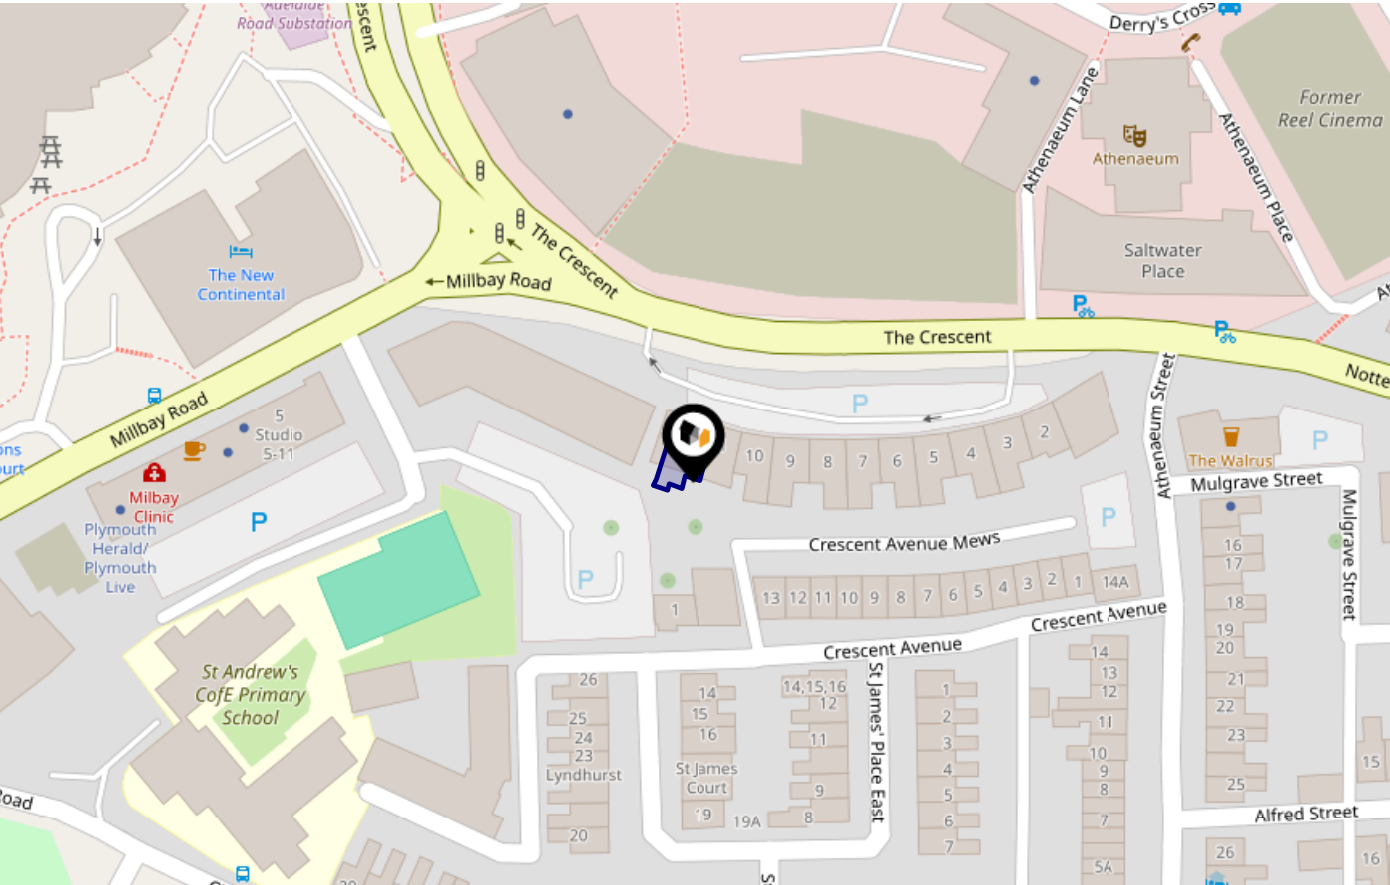 Adelaide
Road Substation
escent
Derry's Cross
Former
Reel Cinema
Athenaeum Lane
Athenaeum
Athenaeum Place
The Crescent
Saltwater
Place
The New
Continental
Millbay Road
P
P
The Crescent
Notte
At
Millbay Road
5
Studio
5-11
Milbay
Clinic
Plymouth
Herald/
Plymouth
Live
P
ons
ourt
P
10
9
8
7
6
5
4
3
2
Athenaeum Street
The Walrus
P
Mulgrave Street
Mulgrave Street
P
P
Crescent Avenue Mews
1
13
12
11
10
9
8
7
6
5
4
3
2
1
14A
Crescent Avenue
Crescent Avenue
16
17
18
19
20
21
22
23
25
15
St Andrew's
CofE Primary
School
26
25
24
23
Lyndhurst
20
14
15
16
St James
Court
19
19A
14,15,16
12
11
9
8
St James' Place East
1
2
3
4
5
6
7
14
13
12
11
10
9
8
7
5A
Alfred Street
26
16
Road